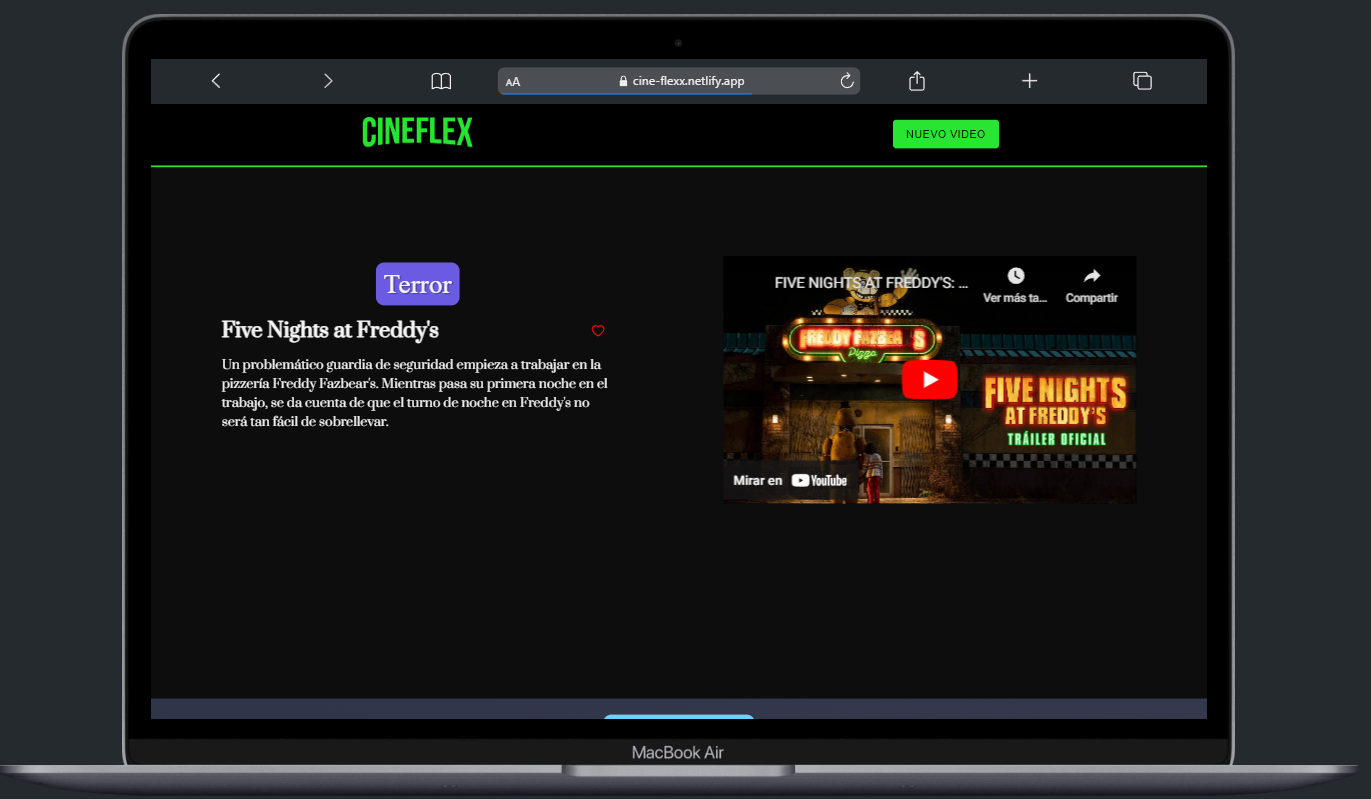 AA
cine-flexx.netlify.app
CINEFLEX
NUEVO VIDEO
Terror
Five Nights at Freddy's
Un problemático guardia de seguridad empieza a trabajar en la
pizzería Freddy Fazbear's. Mientras pasa su primera noche en el
trabajo, se da cuenta de que el turno de noche en Freddy's no
será tan fácil de sobrellevar.
FIVE NIGHTS AT FREDDY'S: ...
Ver más ta...
Compartir
FREDDY FAZBEAR'S
Pizza
FIVE NIGHTS
AT FREDDY'S
TRÁILER OFICIAL
Mirar en YouTube
MacBook Air